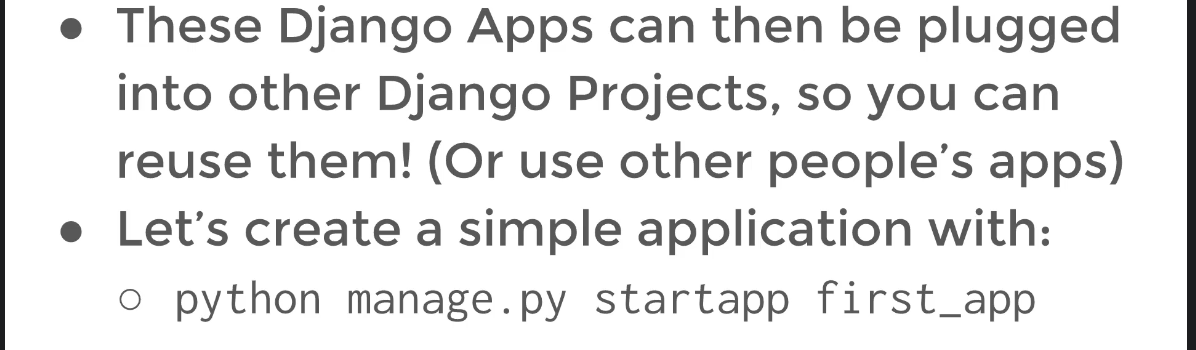 ● These Django Apps can then be plugged
into other Django Projects, so you can
reuse them! (Or use other people’s apps)
● Let’s create a simple application with:
○ python manage.py startapp first_app